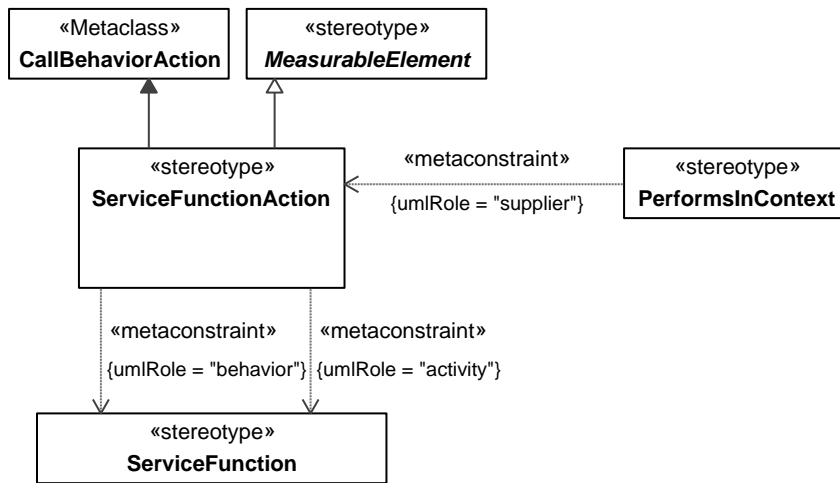 «Metaclass»
CallBehaviorAction
«stereotype»
MeasurableElement
«stereotype»
ServiceFunctionAction
«metaconstraint»
{umlRole = "supplier"}
«stereotype»
PerformsInContext
«metaconstraint»
{umlRole = "behavior"}
«metaconstraint»
{umlRole = "activity"}
«stereotype»
ServiceFunction